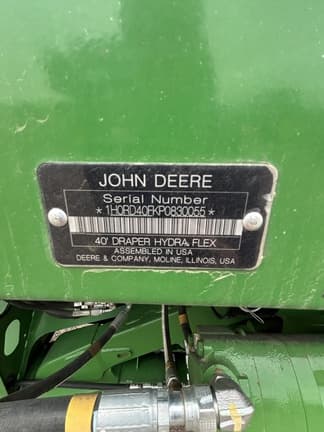 JOHN DEERE
Serial Number
*1H0RD40FKP0830055*
40' DRAPER HYDRA FLEX
ASSEMBLED IN USA
DEERE & COMPANY, MOLINE, ILLINOIS, USA